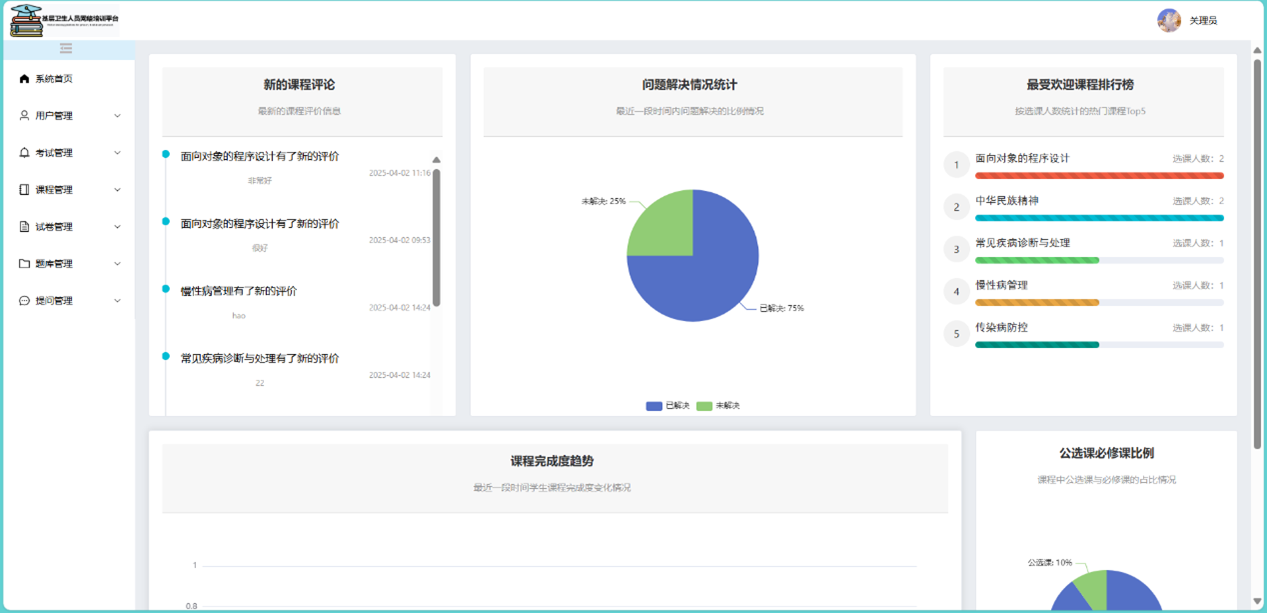 基层卫生人员网络培训平台
关理员
系统首页
用户管理
考试管理
课程管理
试卷管理
题库管理
提问管理
新的课程评论
最新的课程评价信息
面向对象的程序设计有了新的评价
2025-04-02 11:16
非常好
面向对象的程序设计有了新的评价
2025-04-02 09:53
很好
慢性病管理有了新的评价
2025-04-02 14:24
hao
常见疾病诊断与处理有了新的评价
2025-04-02 14:24
22
问题解决情况统计
最近一段时间内问题解决的比例情况
未解决: 25%
已解决: 75%
已解决 未解决
最受欢迎课程排行榜
按选课人数统计的热门课程Top5
1 面向对象的程序设计 选课人数: 2
2 中华民族精神 选课人数: 2
3 常见疾病诊断与处理 选课人数: 1
4 慢性病管理 选课人数: 1
5 传染病防控 选课人数: 1
课程完成度趋势
最近一段时间学生课程完成度变化情况
1
0.8
公选课必修课比例
课程中公选课与必修课的占比情况
公选课: 10%